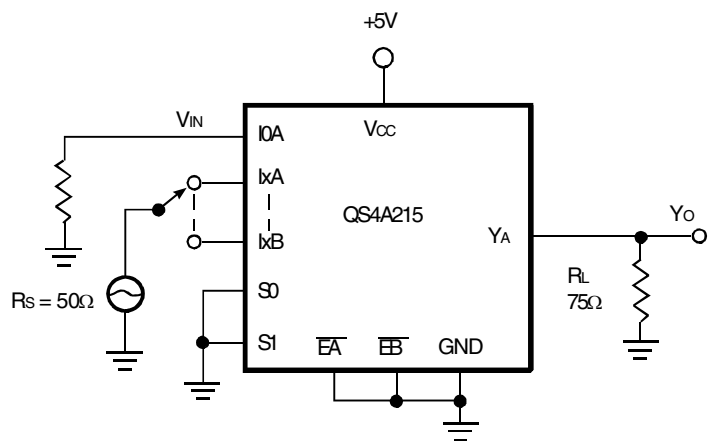 +5V
VIN
I0A
VCC
IxA
QS4A215
YA
YO
IxB
RS = 50Ω
S0
RL
75Ω
S1
EA
EB
GND